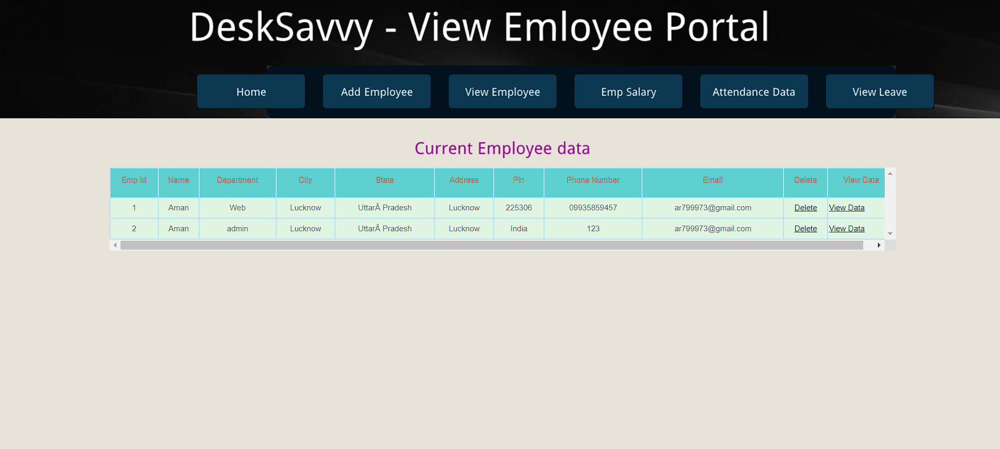 DeskSavvy - View Emloyee Portal
Home Add Employee View Employee Emp Salary Attendance Data View Leave
Current Employee data
Emp Id Name Department City State Address Pin Phone Number Email Delete View Data
1 Aman Web Lucknow UttarÂ Pradesh Lucknow 225306 09935859457 ar799973@gmail.com Delete View Data
2 Aman admin Lucknow UttarÂ Pradesh Lucknow India 123 ar799973@gmail.com Delete View Data